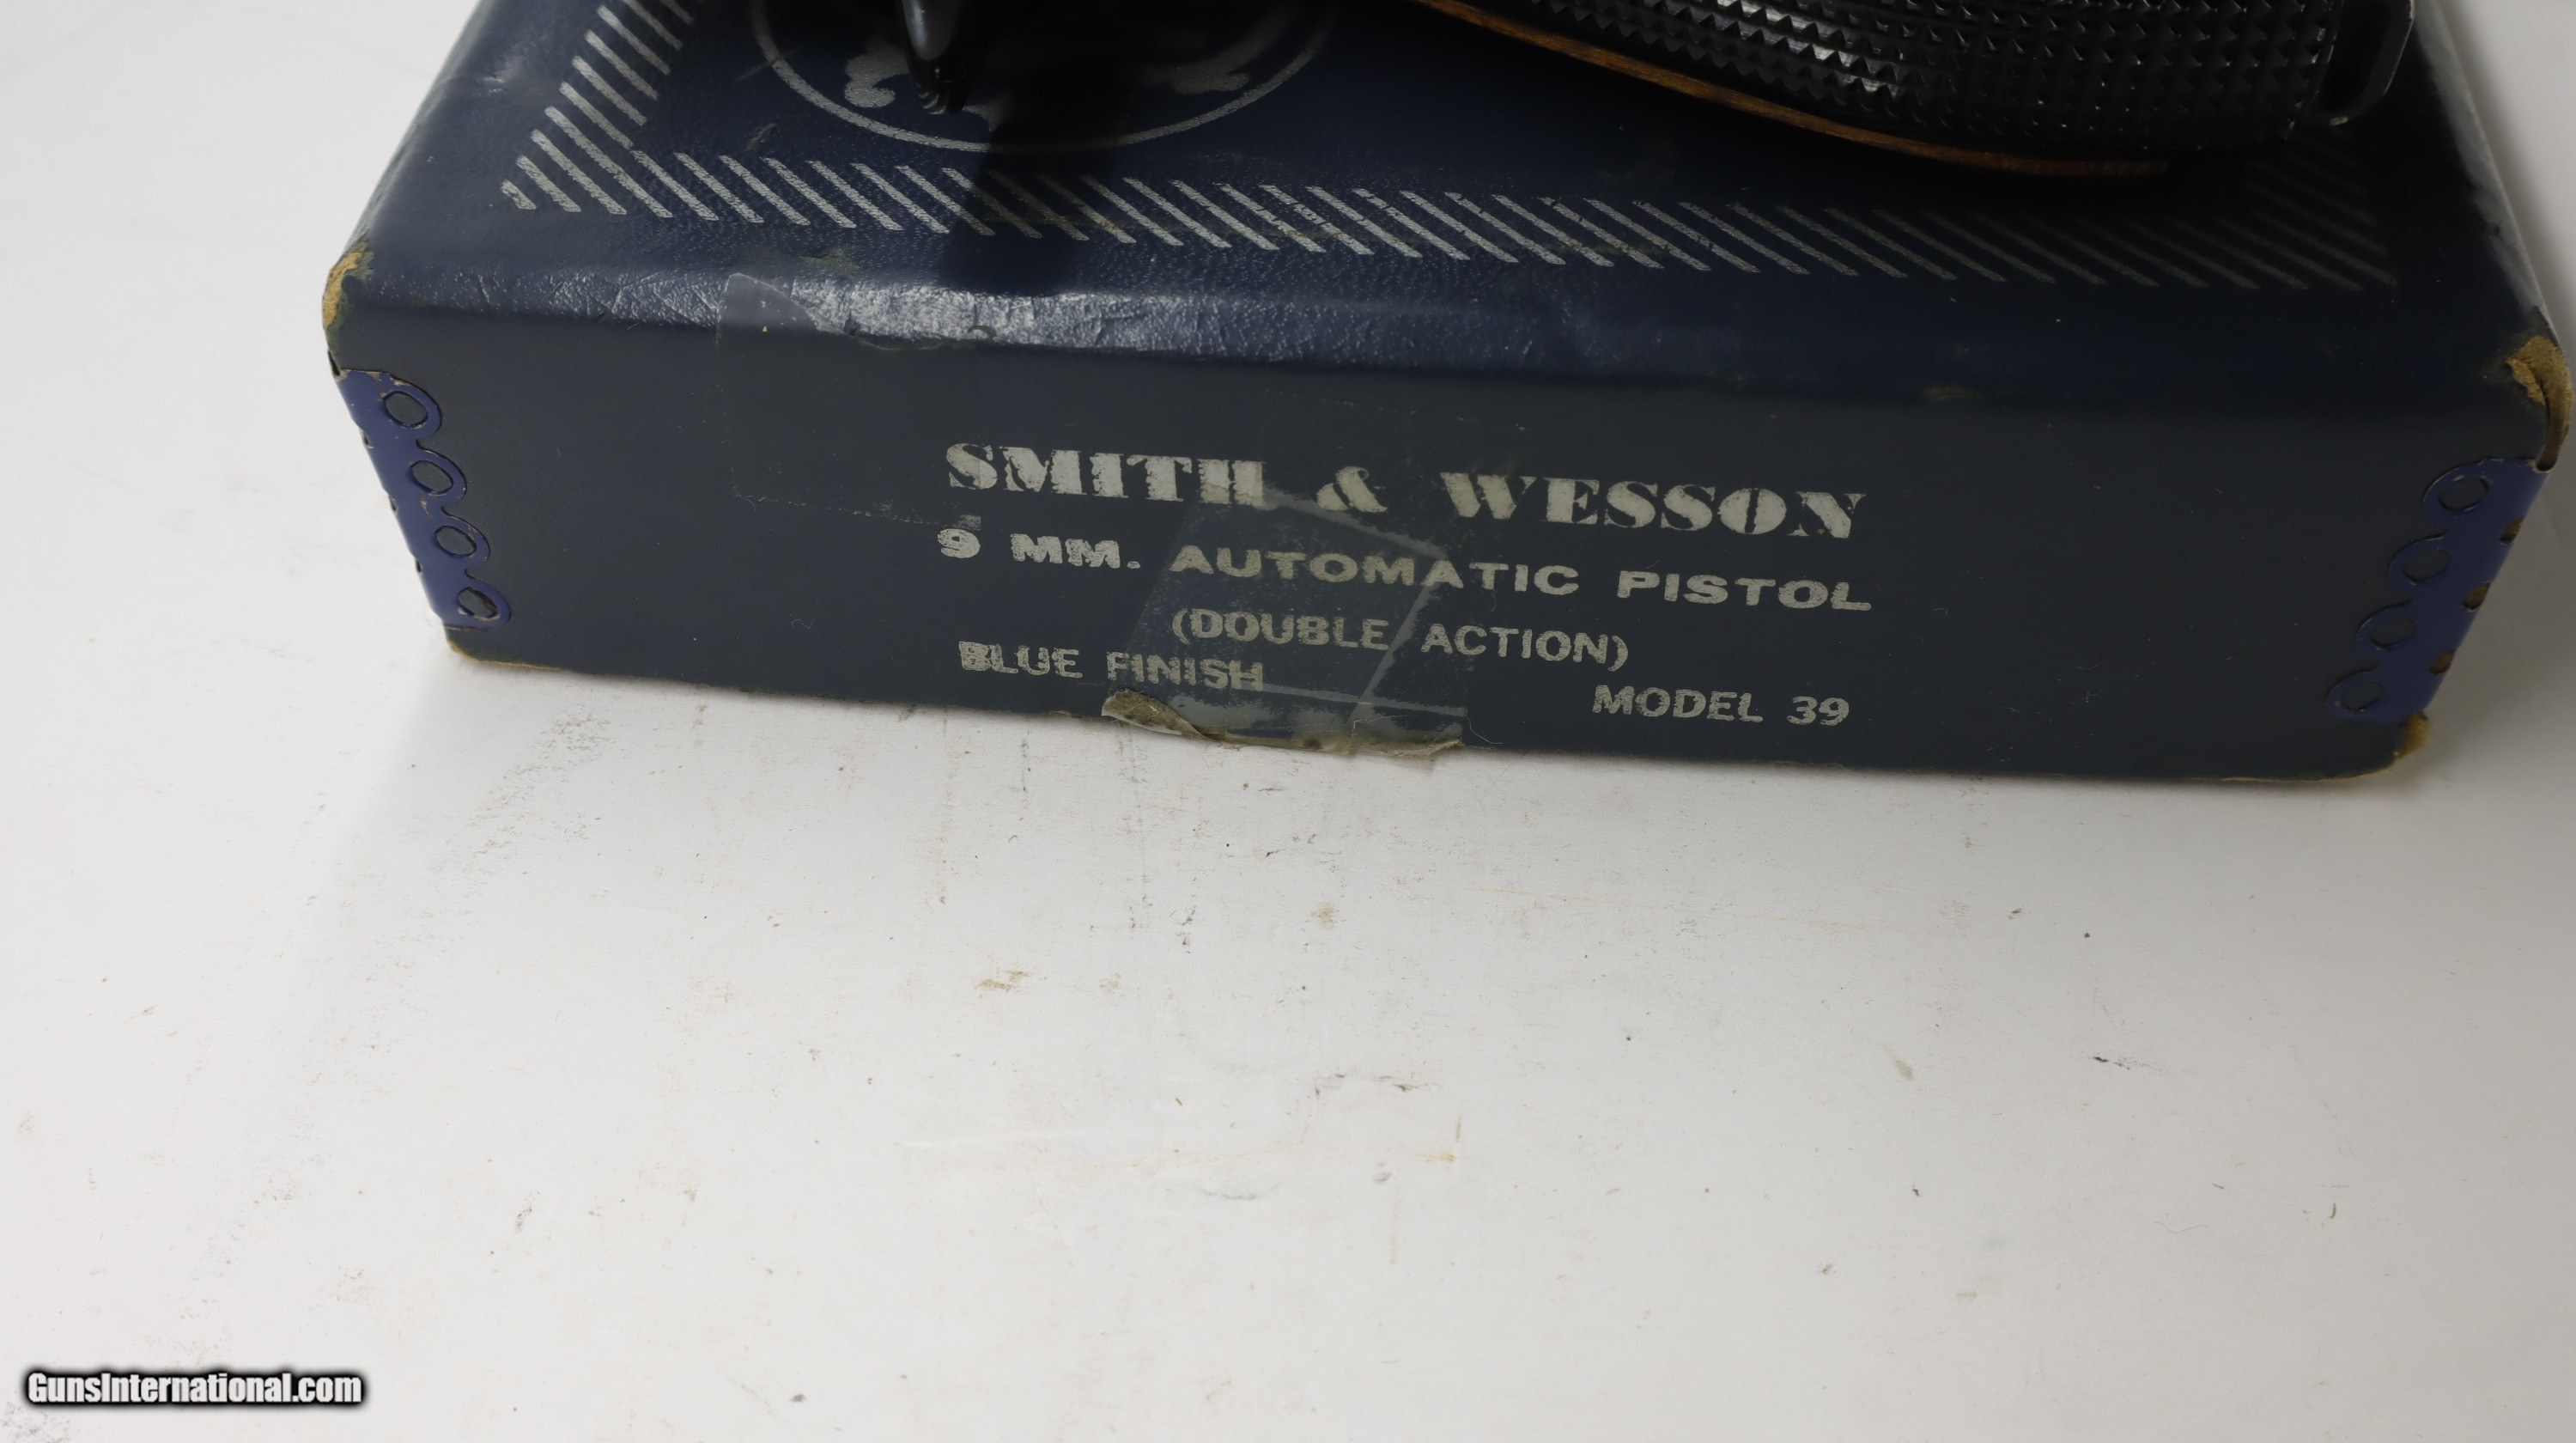 SMITH & WESSON
9 MM. AUTOMATIC PISTOL
(DOUBLE ACTION)
BLUE FINISH MODEL 39
GunsInternational.com